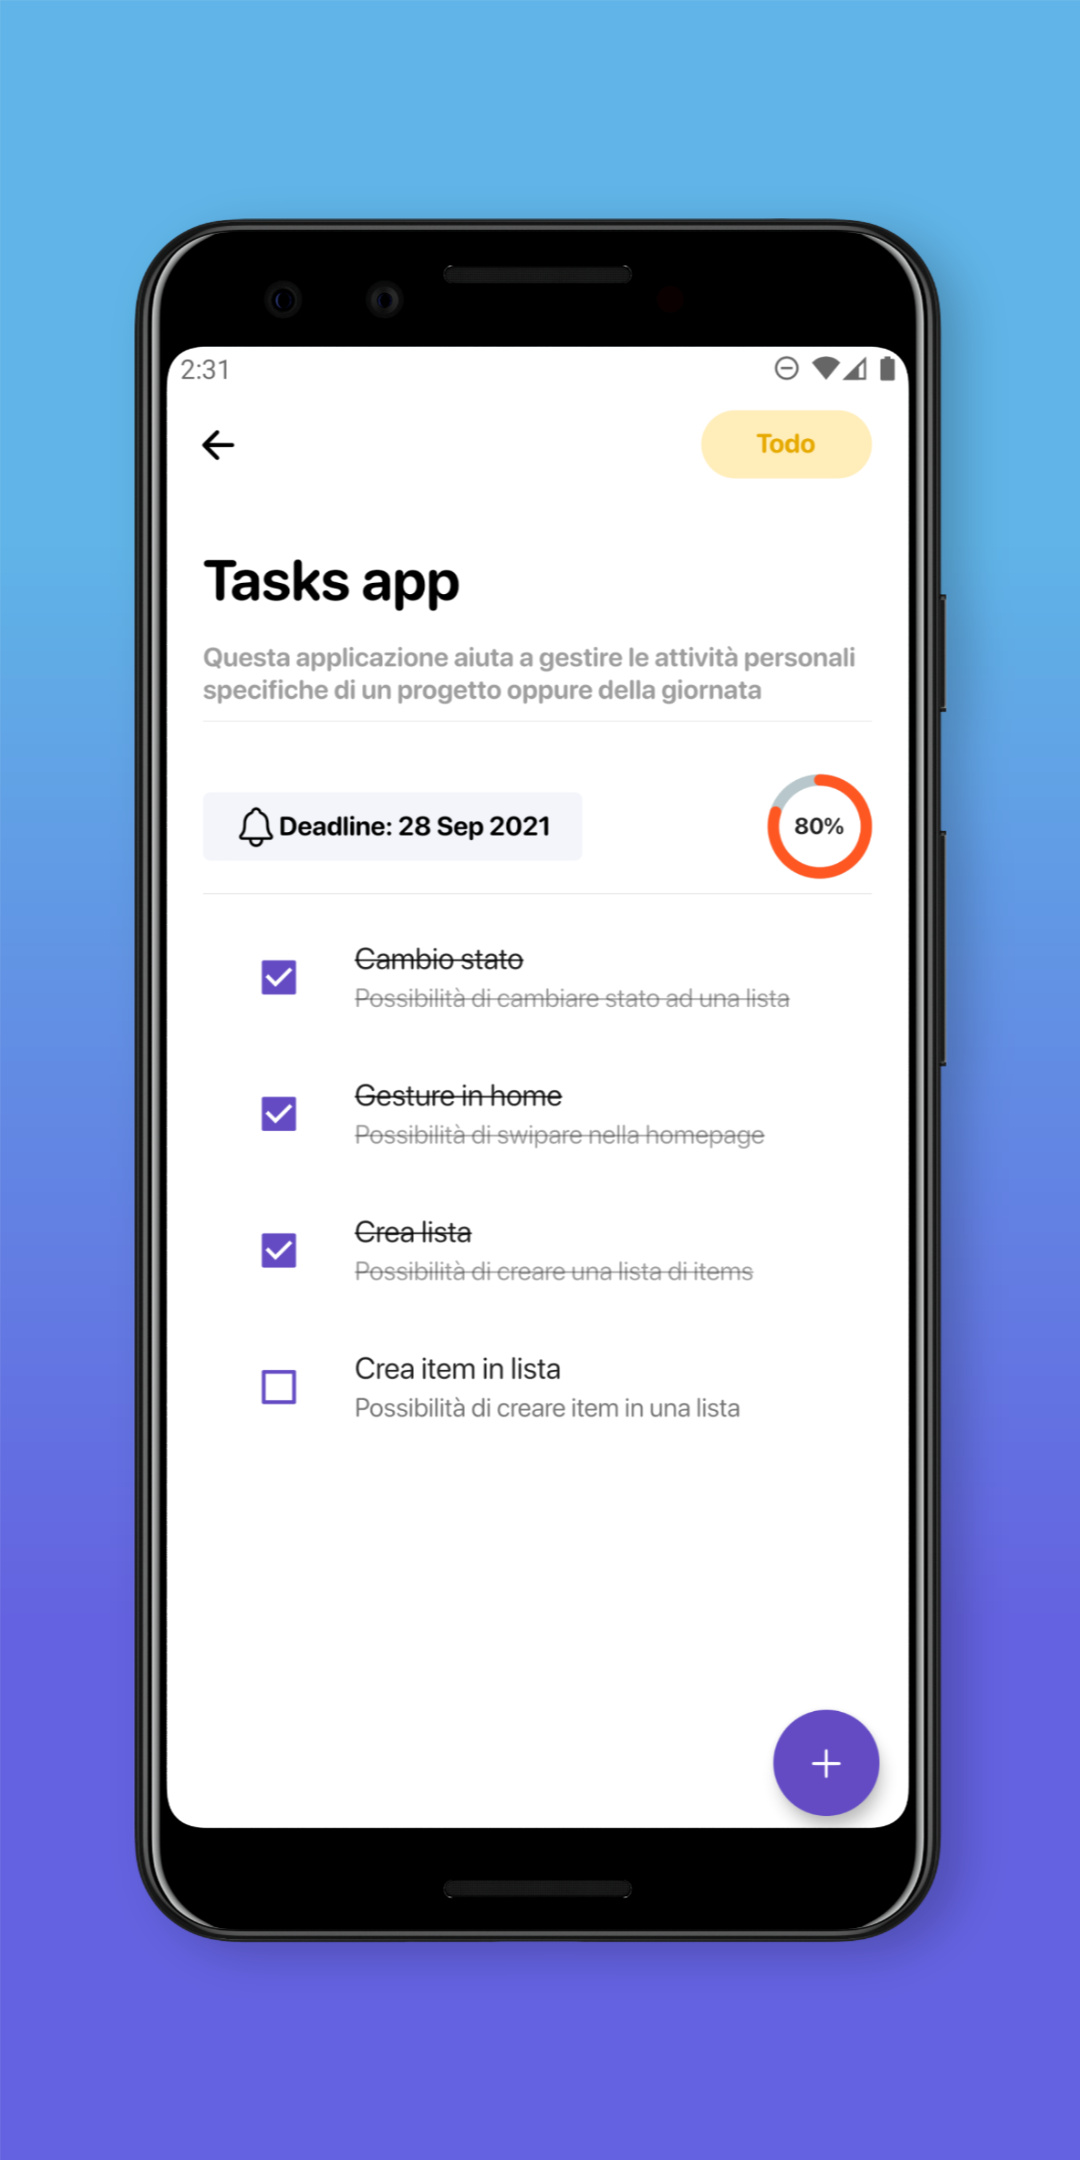 2:31
Todo
Tasks app
Questa applicazione aiuta a gestire le attività personali
specifiche di un progetto oppure della giornata
Deadline: 28 Sep 2021
80%
Cambio stato
Possibilità di cambiare stato ad una lista
Gesture in home
Possibilità di swipare nella homepage
Crea lista
Possibilità di creare una lista di items
Crea item in lista
Possibilità di creare item in una lista